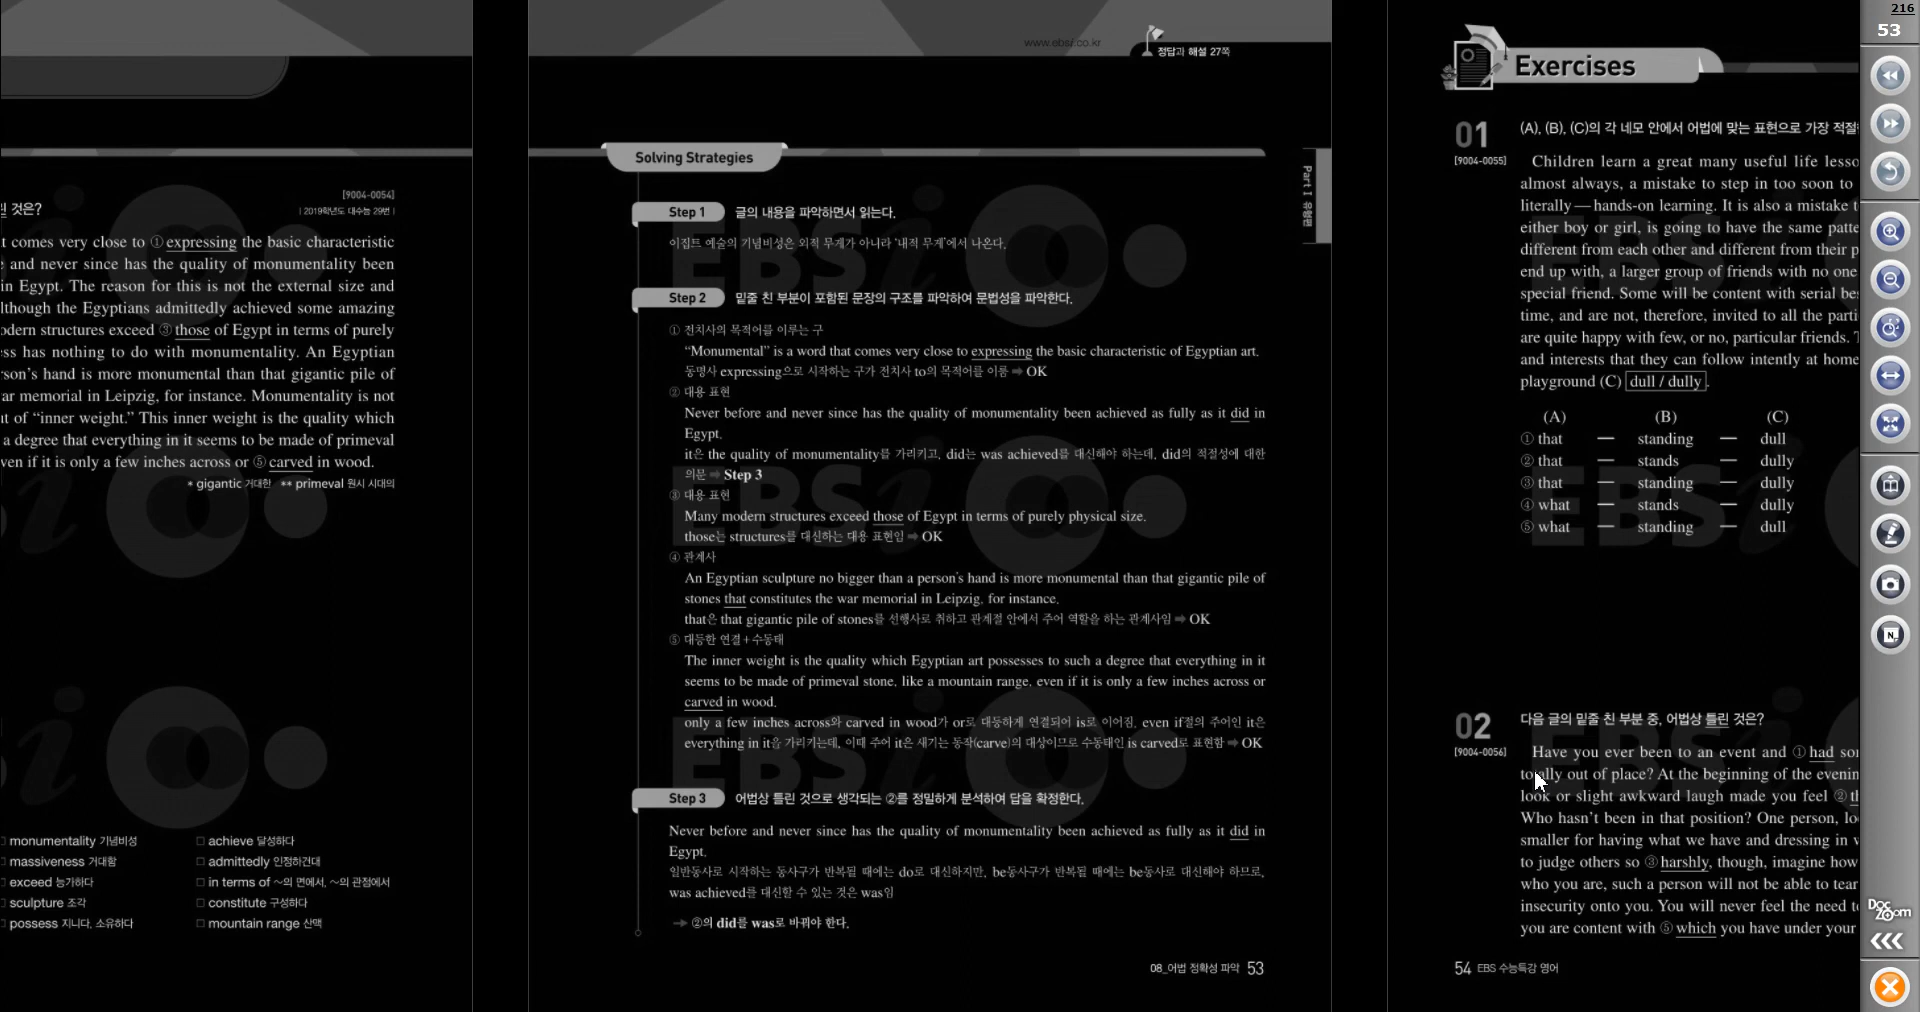 [9004-0054]
린 것은?
| 2019학년도 대수능 29번 |
t comes very close to ① expressing the basic characteristic
and never since has the quality of monumentality been
in Egypt. The reason for this is not the external size and
lthough the Egyptians admittedly achieved some amazing
odern structures exceed ③ those of Egypt in terms of purely
ss has nothing to do with monumentality. An Egyptian
rson's hand is more monumental than that gigantic pile of
ar memorial in Leipzig, for instance. Monumentality is not
ut of “inner weight.” This inner weight is the quality which
a degree that everything in it seems to be made of primeval
ven if it is only a few inches across or ⑤ carved in wood.
* gigantic 거대한 ** primeval 원시 시대의
□ monumentality 기념비성
□ massiveness 거대함
□ exceed 능가하다
□ sculpture 조각
□ possess 지니다, 소유하다
□ achieve 달성하다
□ admittedly 인정하건대
□ in terms of ~의 면에서, ~의 관점에서
□ constitute 구성하다
□ mountain range 산맥
www.ebsi.co.kr
정답과 해설 27쪽
Solving Strategies
Part I 유형편
Step 1 글의 내용을 파악하면서 읽는다.
이집트 예술의 기념비성은 외적 무게가 아니라 ‘내적 무게’에서 나온다.
Step 2 밑줄 친 부분이 포함된 문장의 구조를 파악하여 문법성을 파악한다.
① 전치사의 목적어를 이루는 구
“Monumental” is a word that comes very close to expressing the basic characteristic of Egyptian art.
동명사 expressing으로 시작하는 구가 전치사 to의 목적어를 이룸 ⇨ OK
② 대용 표현
Never before and never since has the quality of monumentality been achieved as fully as it did in
Egypt.
it은 the quality of monumentality를 가리키고, did는 was achieved를 대신해야 하는데, did의 적절성에 대한
의문 ⇨ Step 3
③ 대용 표현
Many modern structures exceed those of Egypt in terms of purely physical size.
those는 structures를 대신하는 대용 표현임 ⇨ OK
④ 관계사
An Egyptian sculpture no bigger than a person's hand is more monumental than that gigantic pile of
stones that constitutes the war memorial in Leipzig, for instance.
that은 that gigantic pile of stones를 선행사로 취하고 관계절 안에서 주어 역할을 하는 관계사임 ⇨ OK
⑤ 대등한 연결 + 수동태
The inner weight is the quality which Egyptian art possesses to such a degree that everything in it
seems to be made of primeval stone, like a mountain range, even if it is only a few inches across or
carved in wood.
only a few inches across와 carved in wood가 or로 대등하게 연결되어 is로 이어짐. even if절의 주어인 it은
everything in it을 가리키는데, 이때 주어 it은 새기는 동작(carve)의 대상이므로 수동태인 is carved로 표현함 ⇨ OK
Step 3 어법상 틀린 것으로 생각되는 ②를 정밀하게 분석하여 답을 확정한다.
Never before and never since has the quality of monumentality been achieved as fully as it did in
Egypt.
일반동사로 시작하는 동사구가 반복될 때에는 do로 대신하지만, be동사구가 반복될 때에는 be동사로 대신해야 하므로,
was achieved를 대신할 수 있는 것은 was임
➔ ②의 did를 was로 바꿔야 한다.
08_어법 정확성 파악 53
Exercises
01
[9004-0055]
(A), (B), (C)의 각 네모 안에서 어법에 맞는 표현으로 가장 적절
Children learn a great many useful life lesso
almost always, a mistake to step in too soon to
literally — hands-on learning. It is also a mistake t
either boy or girl, is going to have the same patte
different from each other and different from their p
end up with, a larger group of friends with no one
special friend. Some will be content with serial be
time, and are not, therefore, invited to all the parti
are quite happy with few, or no, particular friends. T
and interests that they can follow intently at home
playground (C) dull / dully .
(A) (B) (C)
① that — standing — dull
② that — stands — dully
③ that — standing — dully
④ what — stands — dully
⑤ what — standing — dull
02
[9004-0056]
다음 글의 밑줄 친 부분 중, 어법상 틀린 것은?
Have you ever been to an event and ① had sor
totally out of place? At the beginning of the evenin
look or slight awkward laugh made you feel ② th
Who hasn't been in that position? One person, lo
smaller for having what we have and dressing in w
to judge others so ③ harshly, though, imagine how
who you are, such a person will not be able to tear
insecurity onto you. You will never feel the need t
you are content with ⑤ which you have under your
54 EBS 수능특강 영어
216
53
N
Doc
Zoom
EBSi